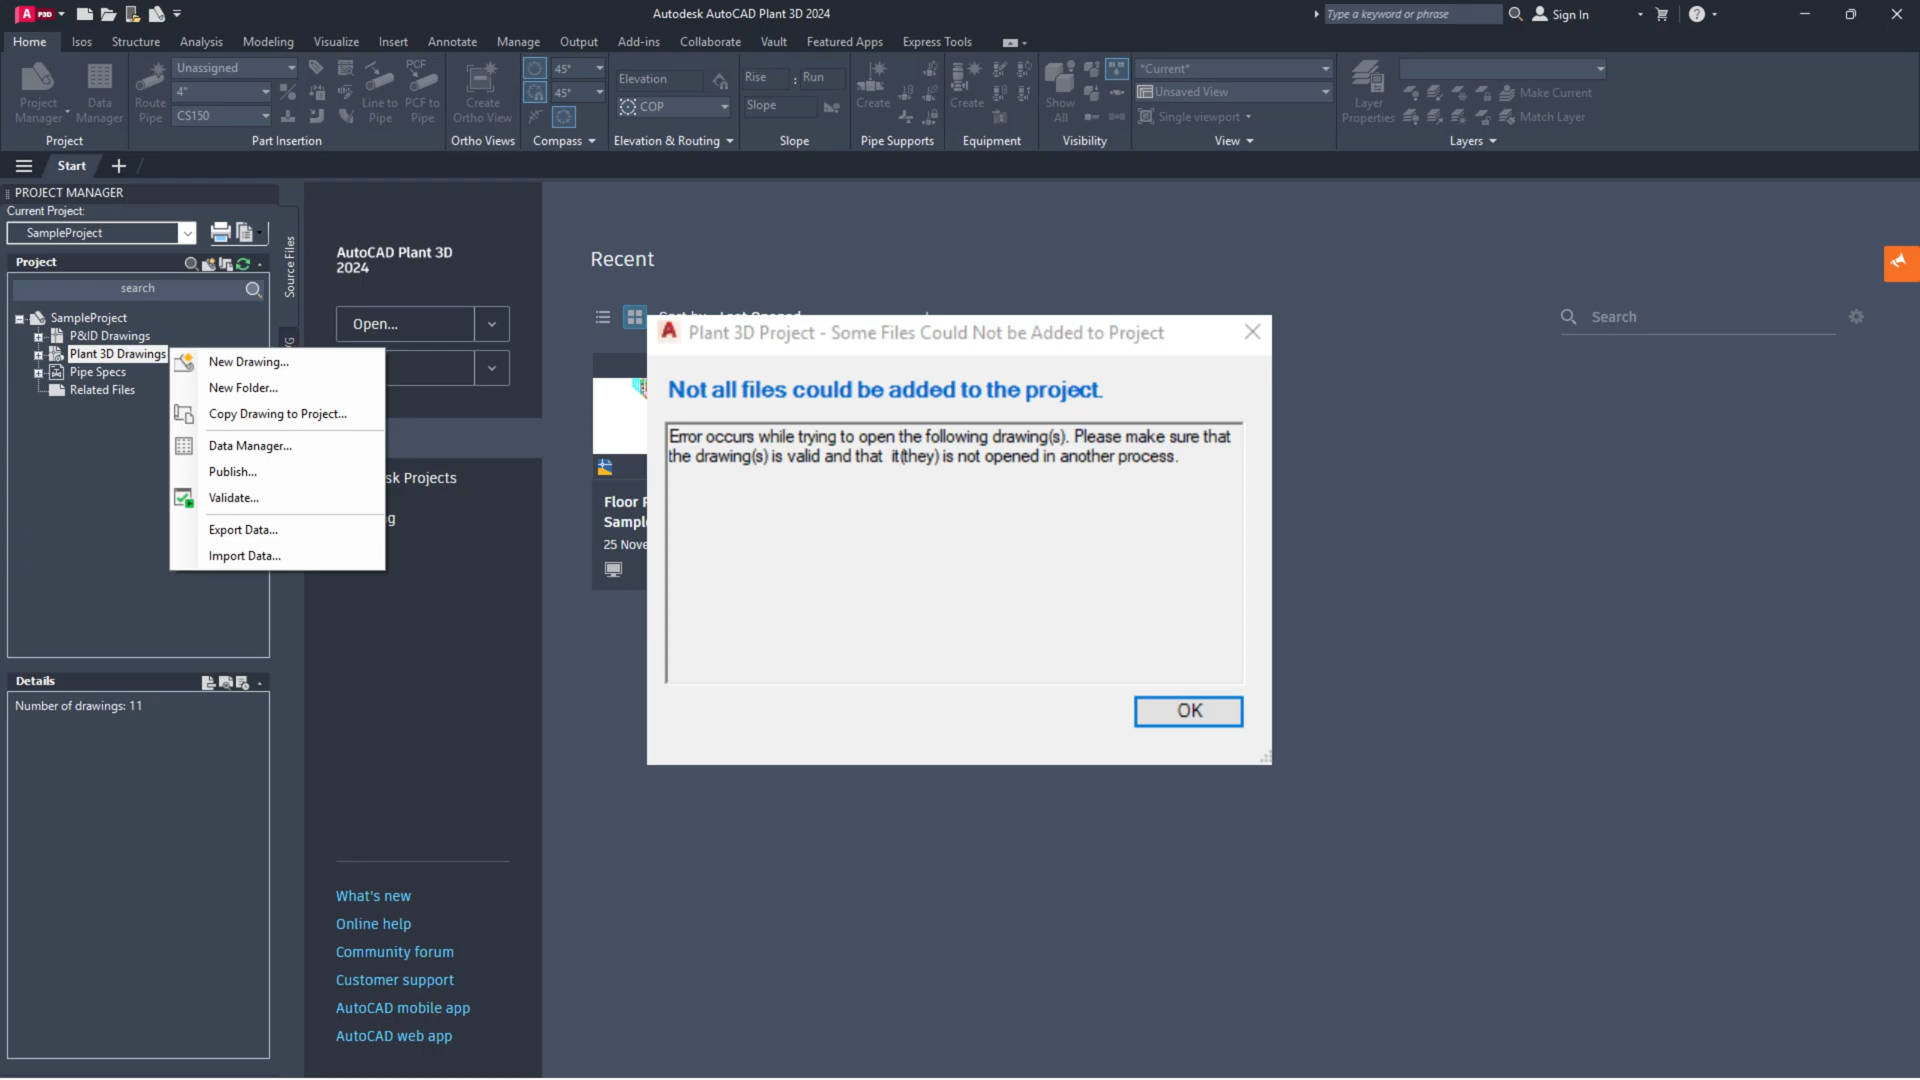 A P3D
Autodesk AutoCAD Plant 3D 2024
Type a keyword or phrase
Sign In
Home Isos Structure Analysis Modeling Visualize Insert Annotate Manage Output Add-ins Collaborate Vault Featured Apps Express Tools
Project Manager
Data Manager
Project
Route Pipe
Unassigned
4"
CS150
Line to Pipe
PCF
PCF to Pipe
Part Insertion
Create Ortho View
Ortho Views
45°
45°
Compass
Elevation
COP
Elevation & Routing
Rise : Run
Slope
Slope
Create
Pipe Supports
Create
Equipment
Show All
Visibility
"Current"
Unsaved View
Single viewport
View
Layer Properties
Make Current
Match Layer
Layers
Start
PROJECT MANAGER
Current Project:
SampleProject
Project
search
SampleProject
P&ID Drawings
Plant 3D Drawings
Pipe Specs
Related Files
Source Files
New Drawing...
New Folder...
Copy Drawing to Project...
Data Manager...
Publish...
Validate...
Export Data...
Import Data...
Details
Number of drawings: 11
AutoCAD Plant 3D
2024
Open...
sk Projects
g
What's new
Online help
Community forum
Customer support
AutoCAD mobile app
AutoCAD web app
Recent
Search
Floor
Sampl
25 Nove
A Plant 3D Project - Some Files Could Not be Added to Project
Not all files could be added to the project.
Error occurs while trying to open the following drawing(s). Please make sure that
the drawing(s) is valid and that it(they) is not opened in another process.
OK